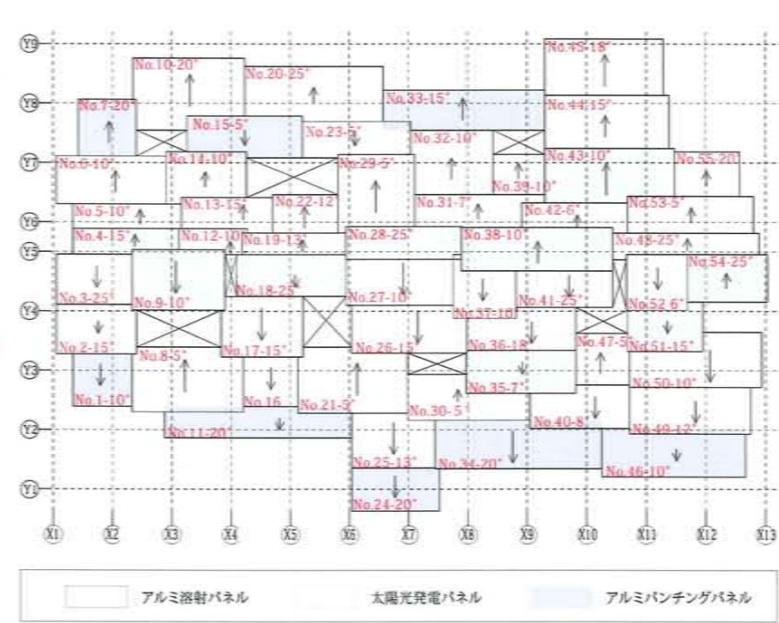 Y9
No.45-18°
No.10-20°
No.20-25°
Y8
No.7-20°
No.33-15°
No.44-15°
No.15-5°
No.23-5°
No.32-10°
Y7
No.6-10°
No.14-10°
No.29-5°
No.43-10°
No.55-20°
No.39-10°
No.5-10°
No.13-15°
No.22-12°
No.31-7°
No.42-6°
No.53-5°
Y6
No.4-15°
No.12-10°
No.19-13°
No.28-25°
No.38-10°
No.48-25°
Y5
No.54-25°
No.3-25°
No.9-10°
No.18-25°
No.27-10°
No.37-10°
No.41-25°
No.52 6°
Y4
No.2-15°
No.8-5°
No.17-15°
No.26-15°
No.36-18°
No.47-5°
No.51-15°
Y3
No.1-10°
No.16
No.21-5°
No.30-5°
No.35-7°
No.40-8°
No.50-10°
Y2
No.11-20°
No.49-12°
No.25-13°
No.34-20°
No.46-10°
Y1
No.24-20°
X1 X2 X3 X4 X5 X6 X7 X8 X9 X10 X11 X12 X13
アルミ溶射パネル 太陽光発電パネル アルミパンチングパネル